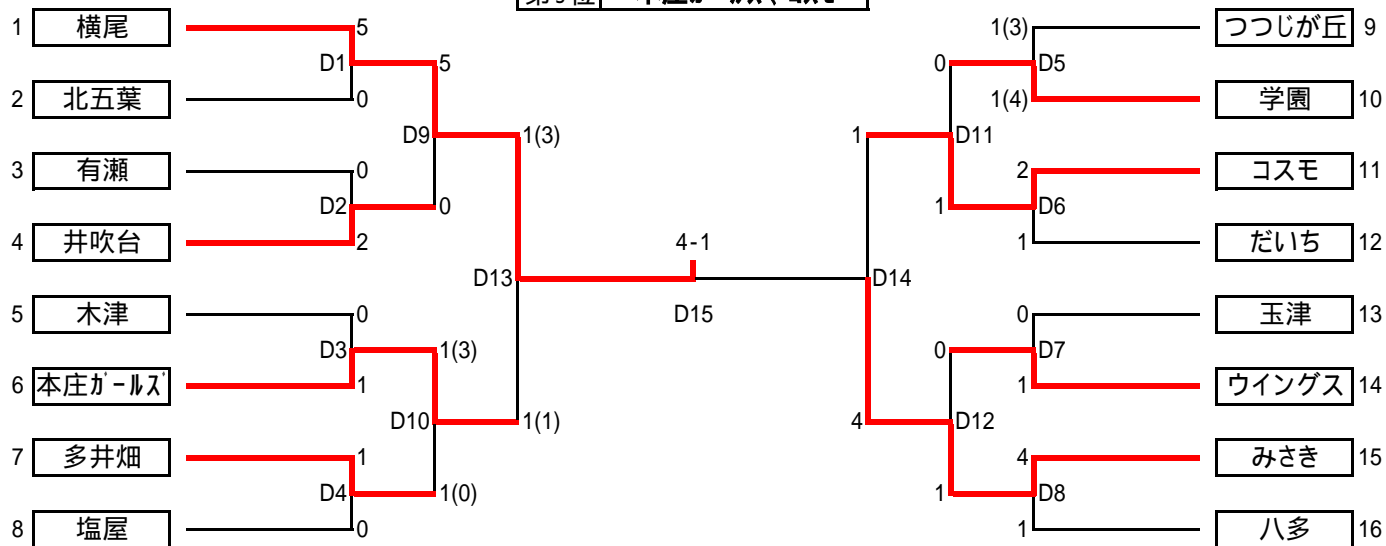 1 横尾 5
D1 5
2 北五葉 0
D9 1(3)
3 有瀬 0
D2 0
4 井吹台 2
D13
5 木津 0
D3 1(3)
6 本庄ガールズ 1
D10 1(1)
7 多井畑 1
D4 1(0)
8 塩屋 0
4-1
D15
1(3) つつじが丘 9
0 D5
1(4) 学園 10
1 D11
2 コスモ 11
1 D6
1 だいち 12
D14
0 玉津 13
0 D7
1 ウイングス 14
4 D12
4 みさき 15
1 D8
1 八多 16